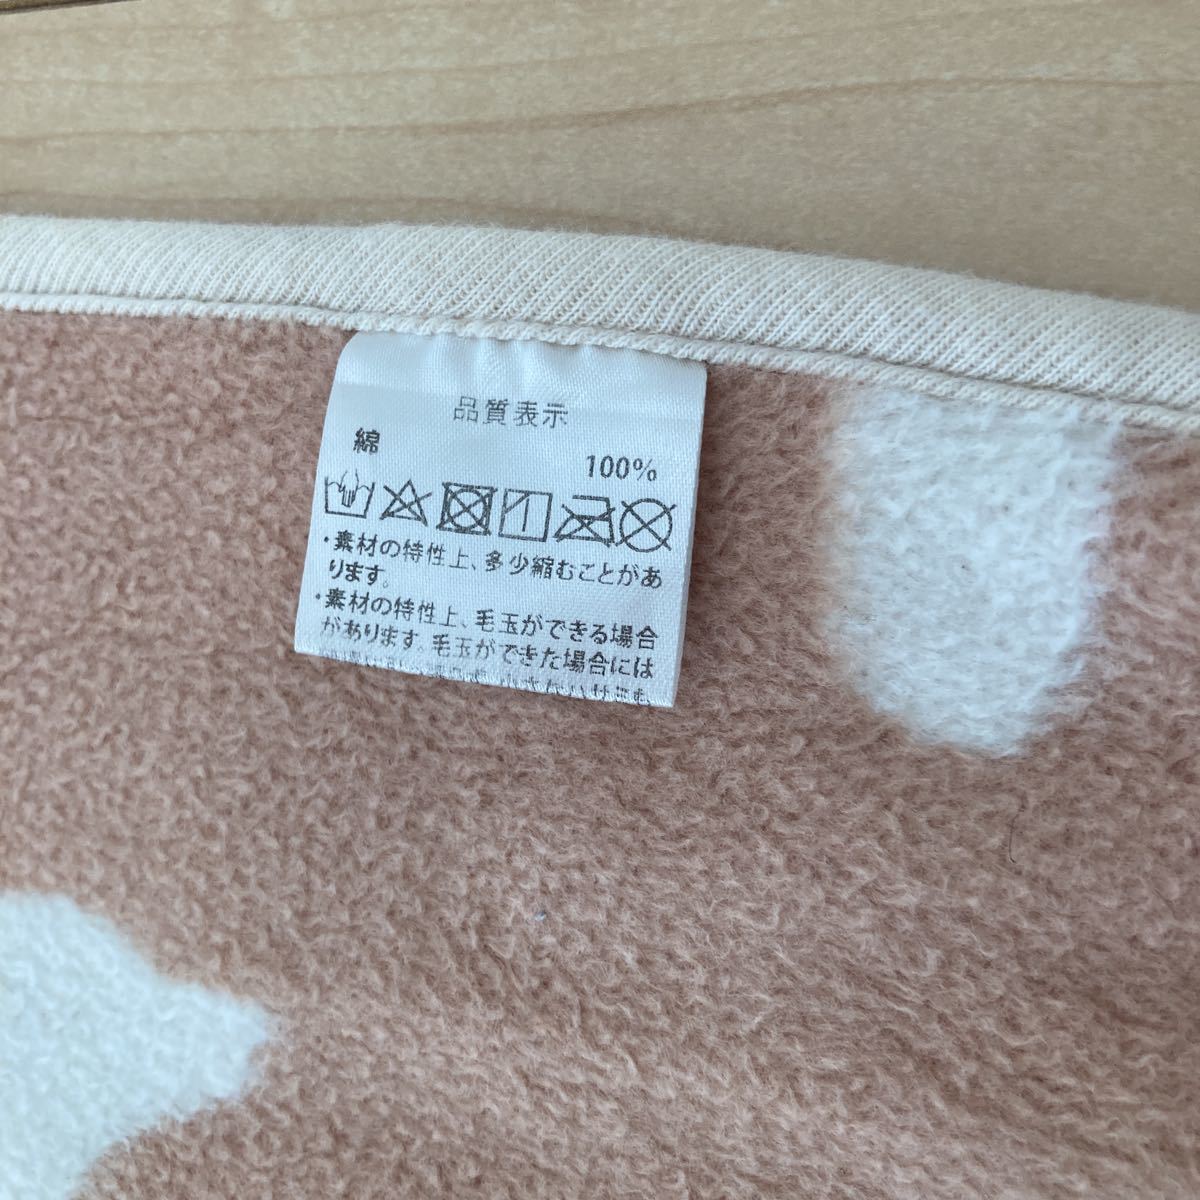 品質表示
綿 100%
・素材の特性上、多少縮むことがあ
ります。
・素材の特性上、毛玉ができる場合
があります。毛玉ができた場合には